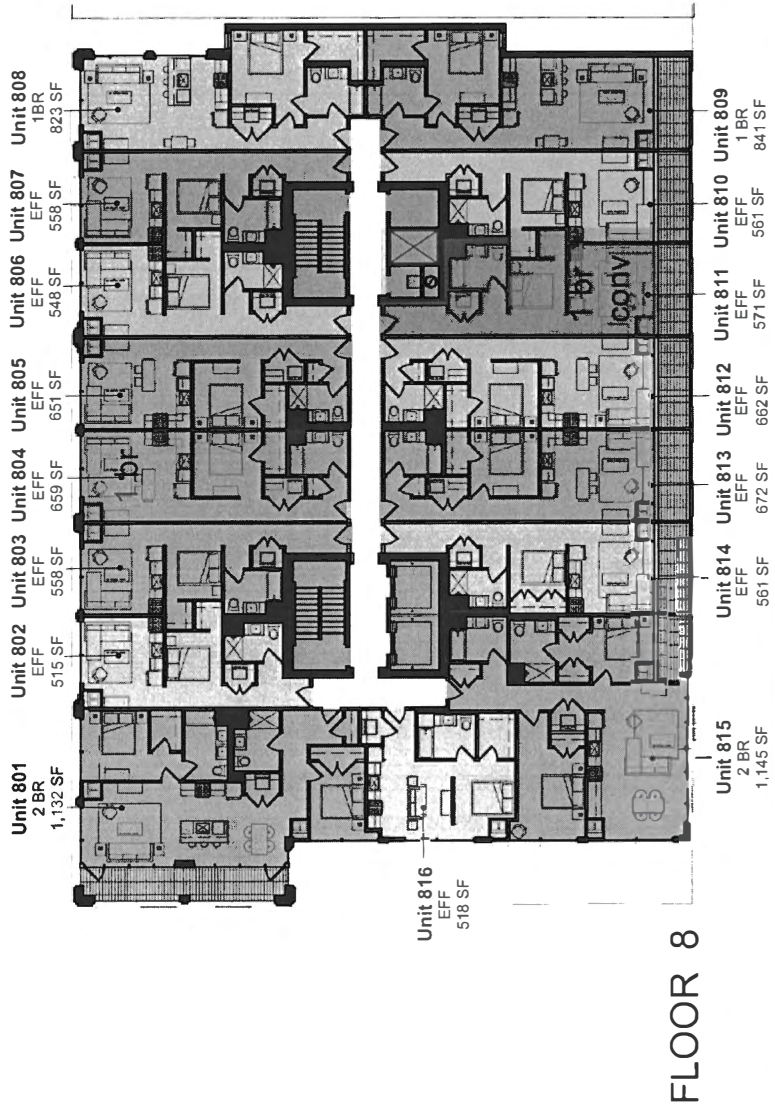 Unit 808
1BR
823 SF
Unit 807
EFF
558 SF
Unit 806
EFF
548 SF
Unit 805
EFF
651 SF
Unit 804
EFF
659 SF
Unit 803
EFF
558 SF
Unit 802
EFF
515 SF
Unit 801
2 BR
1,132 SF
1 br
1 br
conv
Unit 809
1 BR
841 SF
Unit 810
EFF
561 SF
Unit 811
EFF
571 SF
Unit 812
EFF
662 SF
Unit 813
EFF
672 SF
Unit 814
EFF
561 SF
Unit 815
2 BR
1,145 SF
Unit 816
EFF
518 SF
FLOOR 8